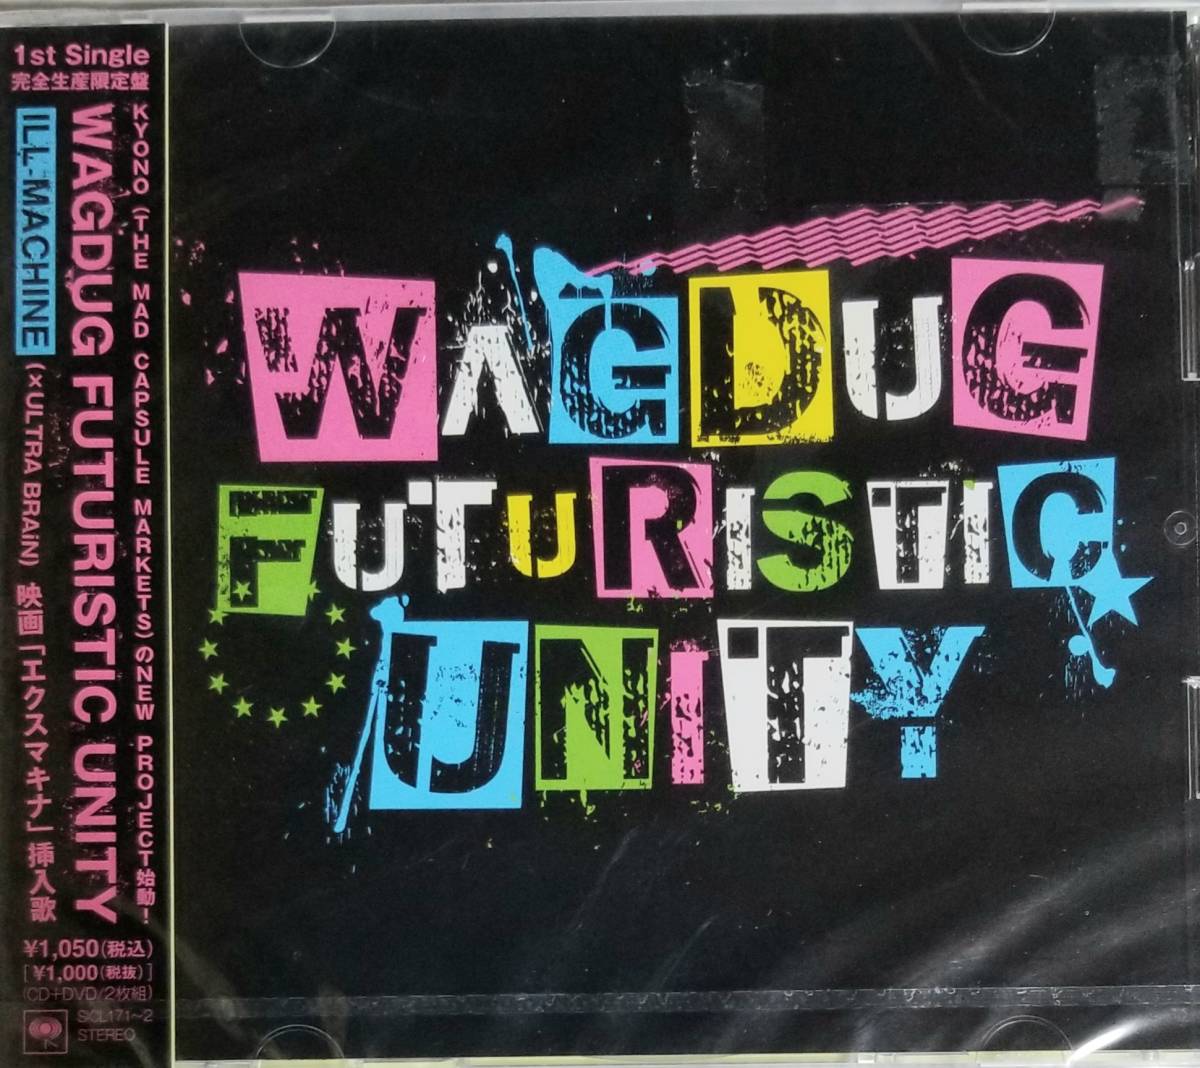 1st Single
完全生産限定盤
KYONO (THE MAD CAPSULE MARKETS) のNEW PROJECT始動!
WAGDUG FUTURISTIC UNITY
ILL-MACHINE (×ULTRA BRAiN) 映画「エクスマキナ」挿入歌
¥1,050(税込)
[¥1,000(税抜)]
(CD+DVD/2枚組)
SICL171~2
STEREO
WAGDUG
FUTURISTIC
UNITY